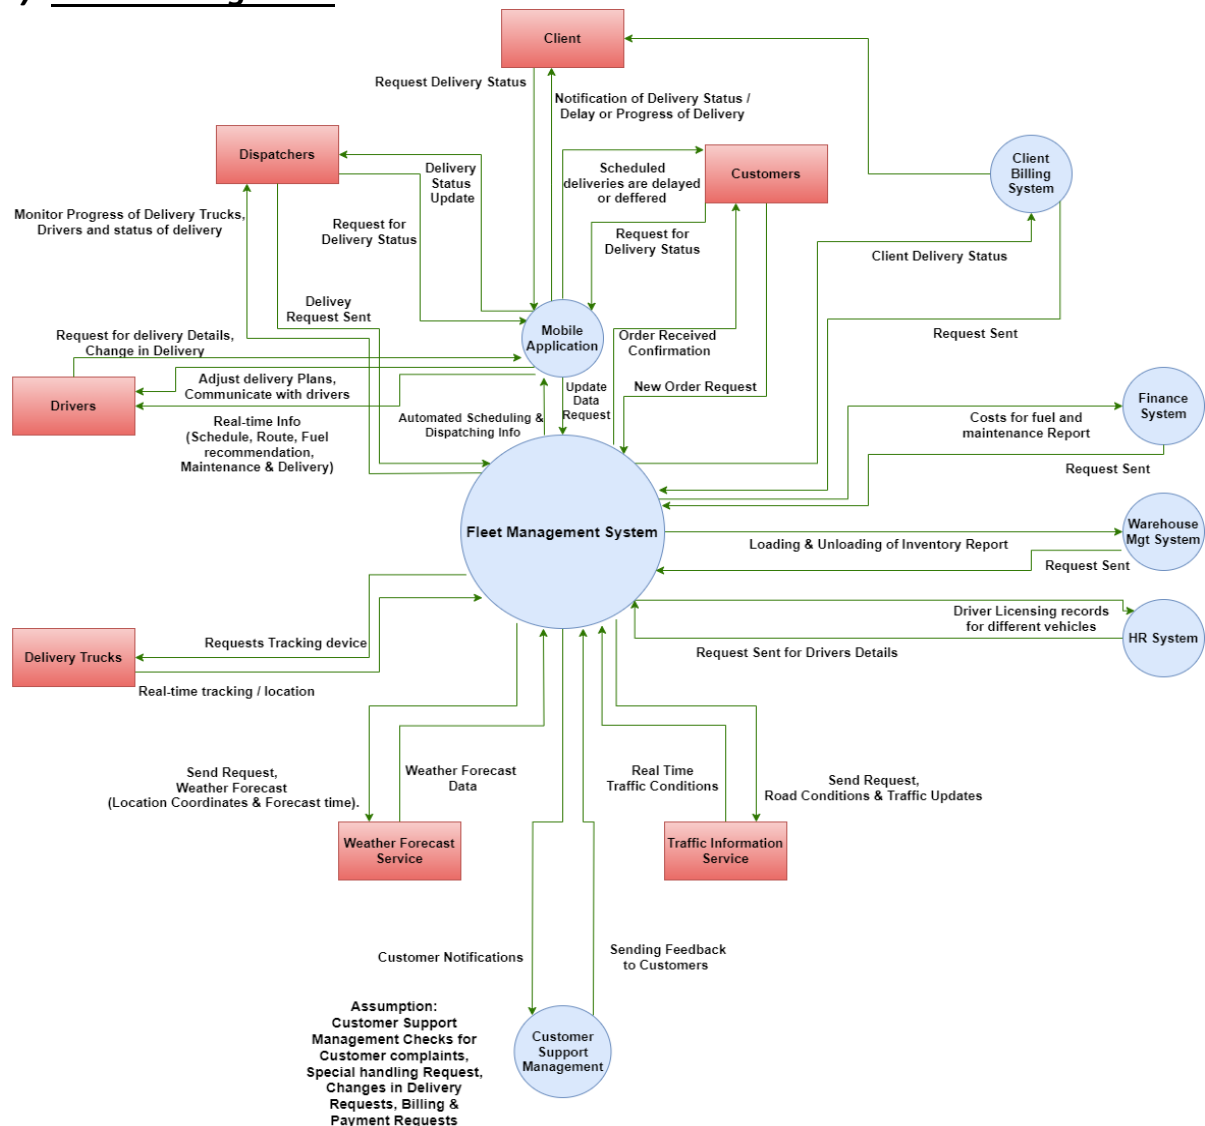 Client
Request Delivery Status
Notification of Delivery Status /
Delay or Progress of Delivery
Dispatchers
Delivery
Status
Update
Scheduled
deliveries are delayed
or deffered
Customers
Client
Billing
System
Monitor Progress of Delivery Trucks,
Drivers and status of delivery
Request for
Delivery Status
Request for
Delivery Status
Client Delivery Status
Delivey
Request Sent
Mobile
Application
Order Received
Confirmation
Request Sent
Request for delivery Details,
Change in Delivery
Drivers
Adjust delivery Plans,
Communicate with drivers
Update
Data
Request
New Order Request
Finance
System
Real-time Info
(Schedule, Route, Fuel
recommendation,
Maintenance & Delivery)
Automated Scheduling &
Dispatching Info
Costs for fuel and
maintenance Report
Request Sent
Fleet Management System
Loading & Unloading of Inventory Report
Warehouse
Mgt System
Request Sent
Driver Licensing records
for different vehicles
HR System
Request Sent for Drivers Details
Delivery Trucks
Requests Tracking device
Real-time tracking / location
Send Request,
Weather Forecast
(Location Coordinates & Forecast time).
Weather Forecast
Data
Real Time
Traffic Conditions
Send Request,
Road Conditions & Traffic Updates
Weather Forecast
Service
Traffic Information
Service
Customer Notifications
Sending Feedback
to Customers
Assumption:
Customer Support
Management Checks for
Customer complaints,
Special handling Request,
Changes in Delivery
Requests, Billing &
Payment Requests
Customer
Support
Management